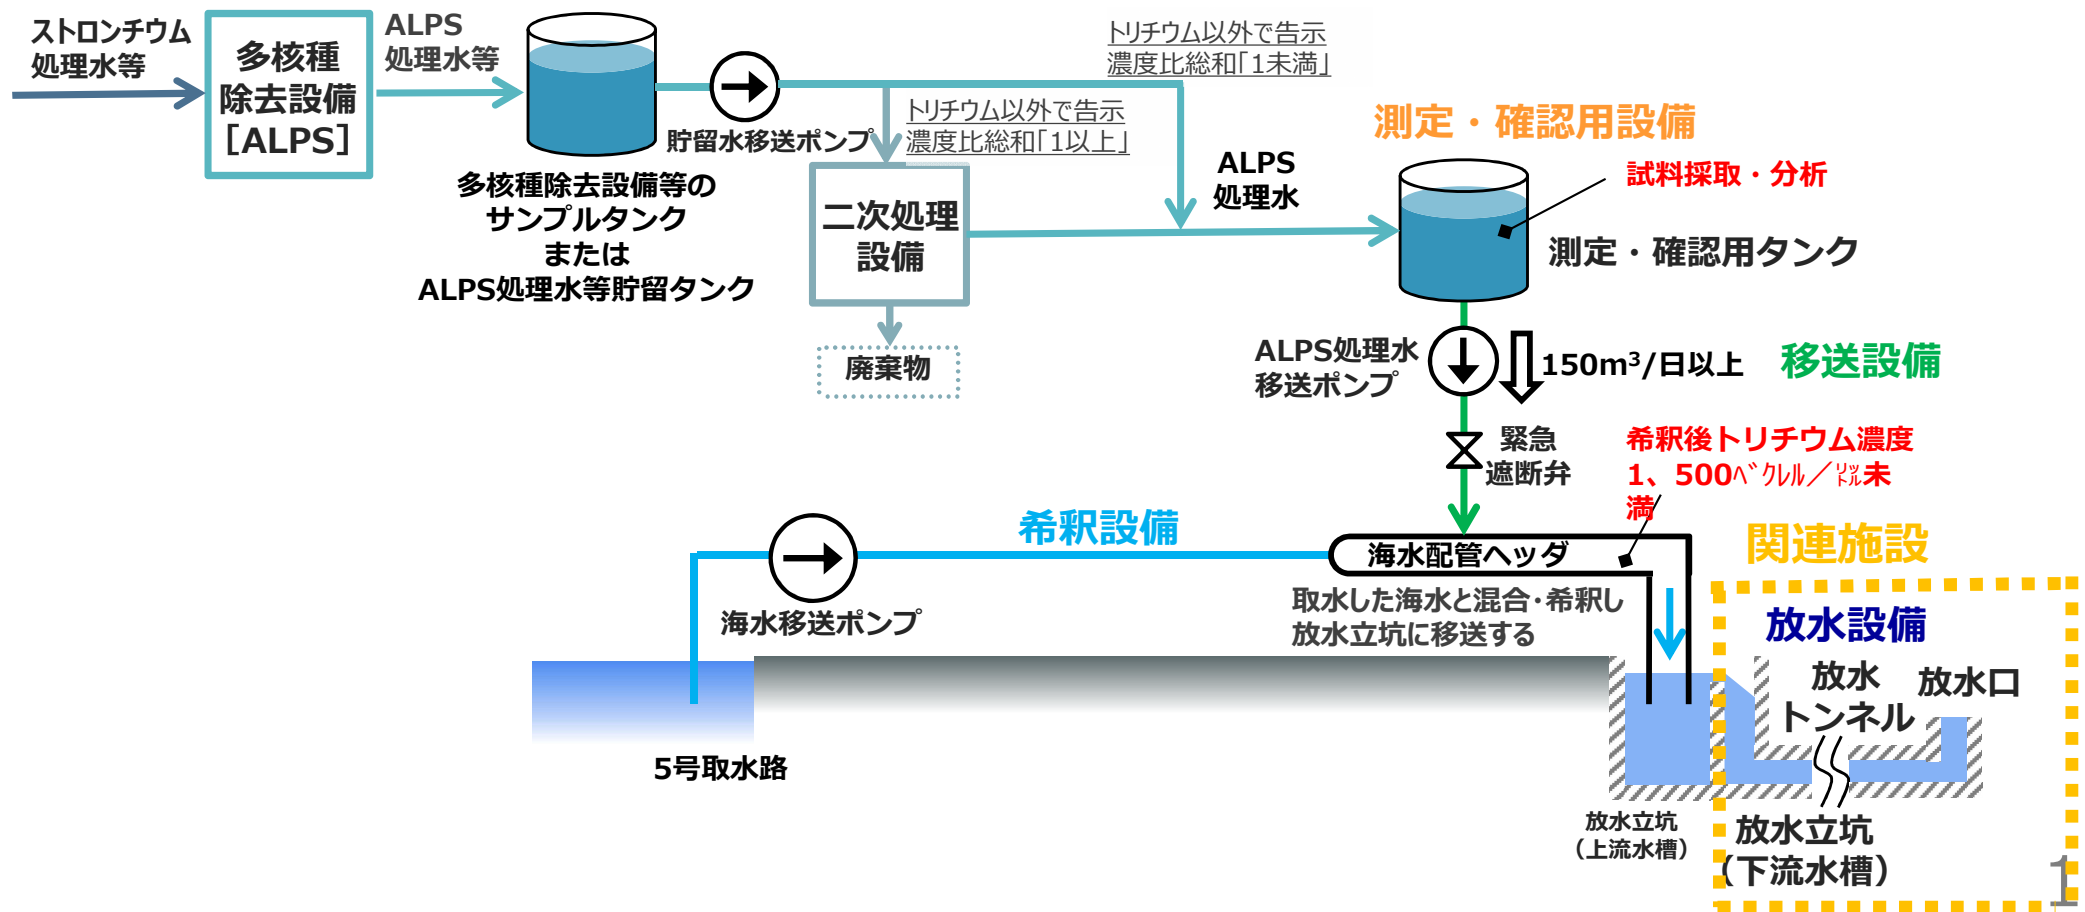 ストロンチウム
処理水等
多核種
除去設備
[ALPS]
ALPS
処理水等
多核種除去設備等の
サンプルタンク
または
ALPS処理水等貯留タンク
貯留水移送ポンプ
トリチウム以外で告示
濃度比総和「1未満」
トリチウム以外で告示
濃度比総和「1以上」
二次処理
設備
廃棄物
ALPS
処理水
測定・確認用設備
試料採取・分析
測定・確認用タンク
ALPS処理水
移送ポンプ
150m³/日以上
移送設備
緊急
遮断弁
希釈後トリチウム濃度
1、500ﾍﾞｸﾚﾙ／㍑未
満
希釈設備
海水配管ヘッダ
関連施設
海水移送ポンプ
取水した海水と混合・希釈し
放水立坑に移送する
放水設備
放水
トンネル
放水口
5号取水路
放水立坑
（上流水槽）
放水立坑
（下流水槽）
1